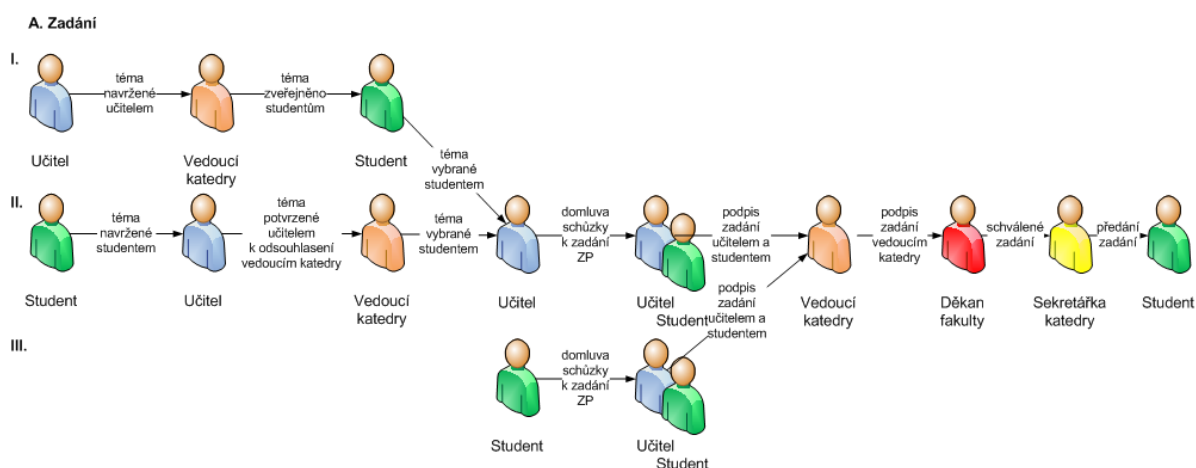 A. Zadání
I.
téma
navržené
učitelem
téma
zveřejněno
studentům
Učitel
Vedoucí
katedry
Student
téma
vybrané
studentem
II.
téma
navržené
studentem
téma
potvrzené
učitelem
k odsouhlasení
vedoucím katedry
téma
vybrané
studentem
domluva
schůzky
k zadání
ZP
podpis
zadání
učitelem a
studentem
podpis
zadání
vedoucím
katedry
schválené
zadání
předání
zadání
Student
Učitel
Vedoucí
katedry
Učitel
Učitel
Student
Vedoucí
katedry
Děkan
fakulty
Sekretářka
katedry
Student
podpis
zadání
učitelem a
studentem
III.
domluva
schůzky
k zadání
ZP
Student
Učitel
Student